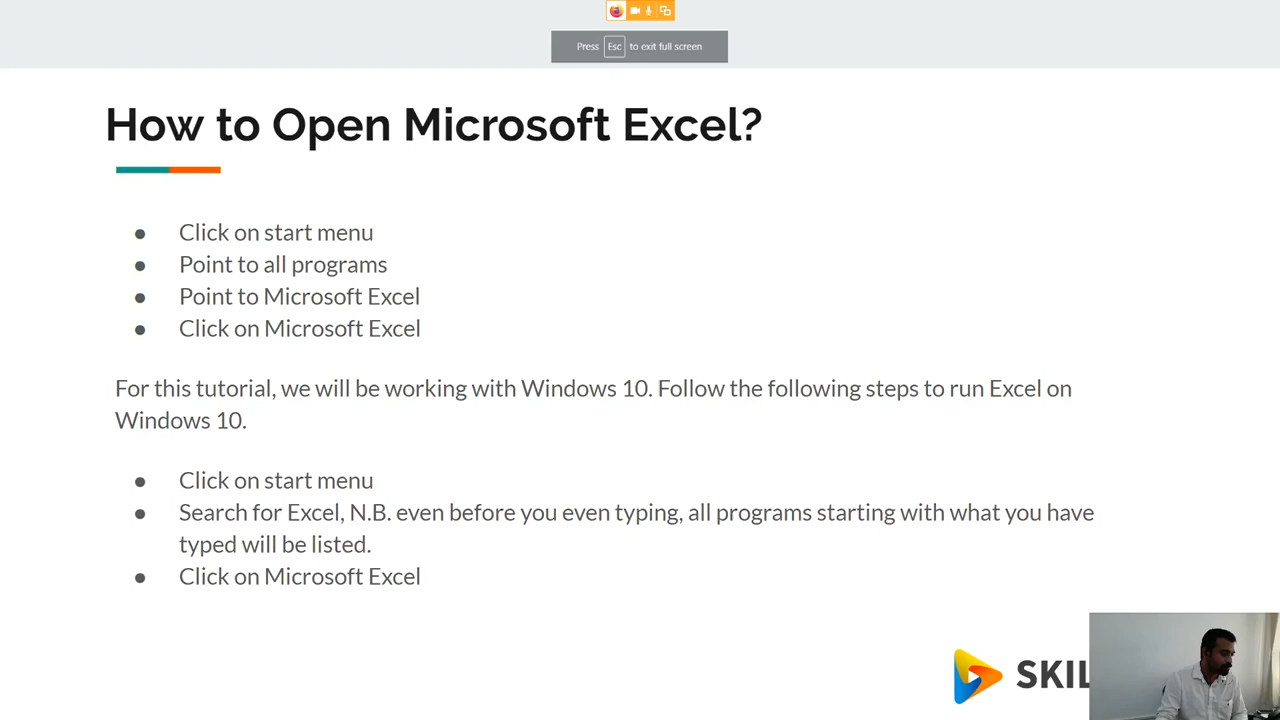 Press Esc to exit full screen
How to Open Microsoft Excel?
● Click on start menu
● Point to all programs
● Point to Microsoft Excel
● Click on Microsoft Excel
For this tutorial, we will be working with Windows 10. Follow the following steps to run Excel on
Windows 10.
● Click on start menu
● Search for Excel, N.B. even before you even typing, all programs starting with what you have
typed will be listed.
● Click on Microsoft Excel
SKIL